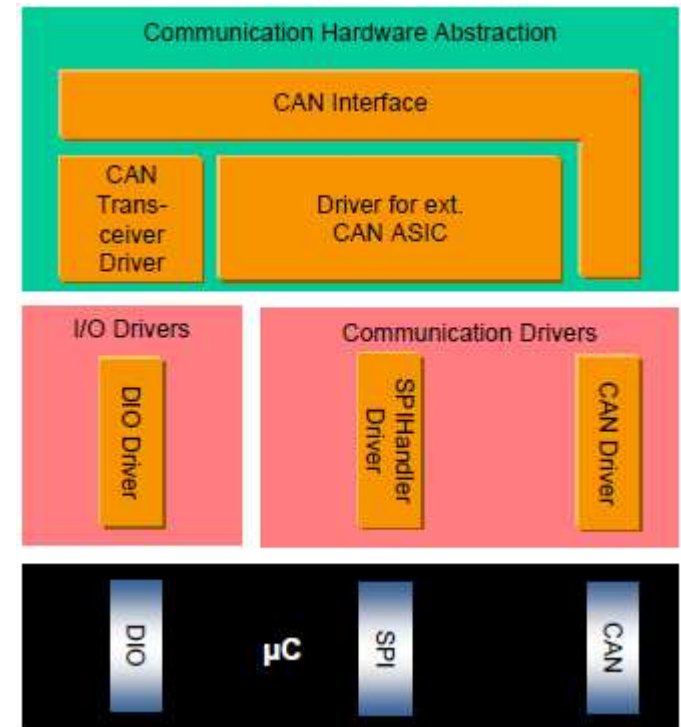 Communication Hardware Abstraction
CAN Interface
CAN
Trans-
ceiver
Driver
Driver for ext.
CAN ASIC
I/O Drivers
DIO Driver
Communication Drivers
SPIHandler
Driver
CAN Driver
DIO
µC
SPI
CAN